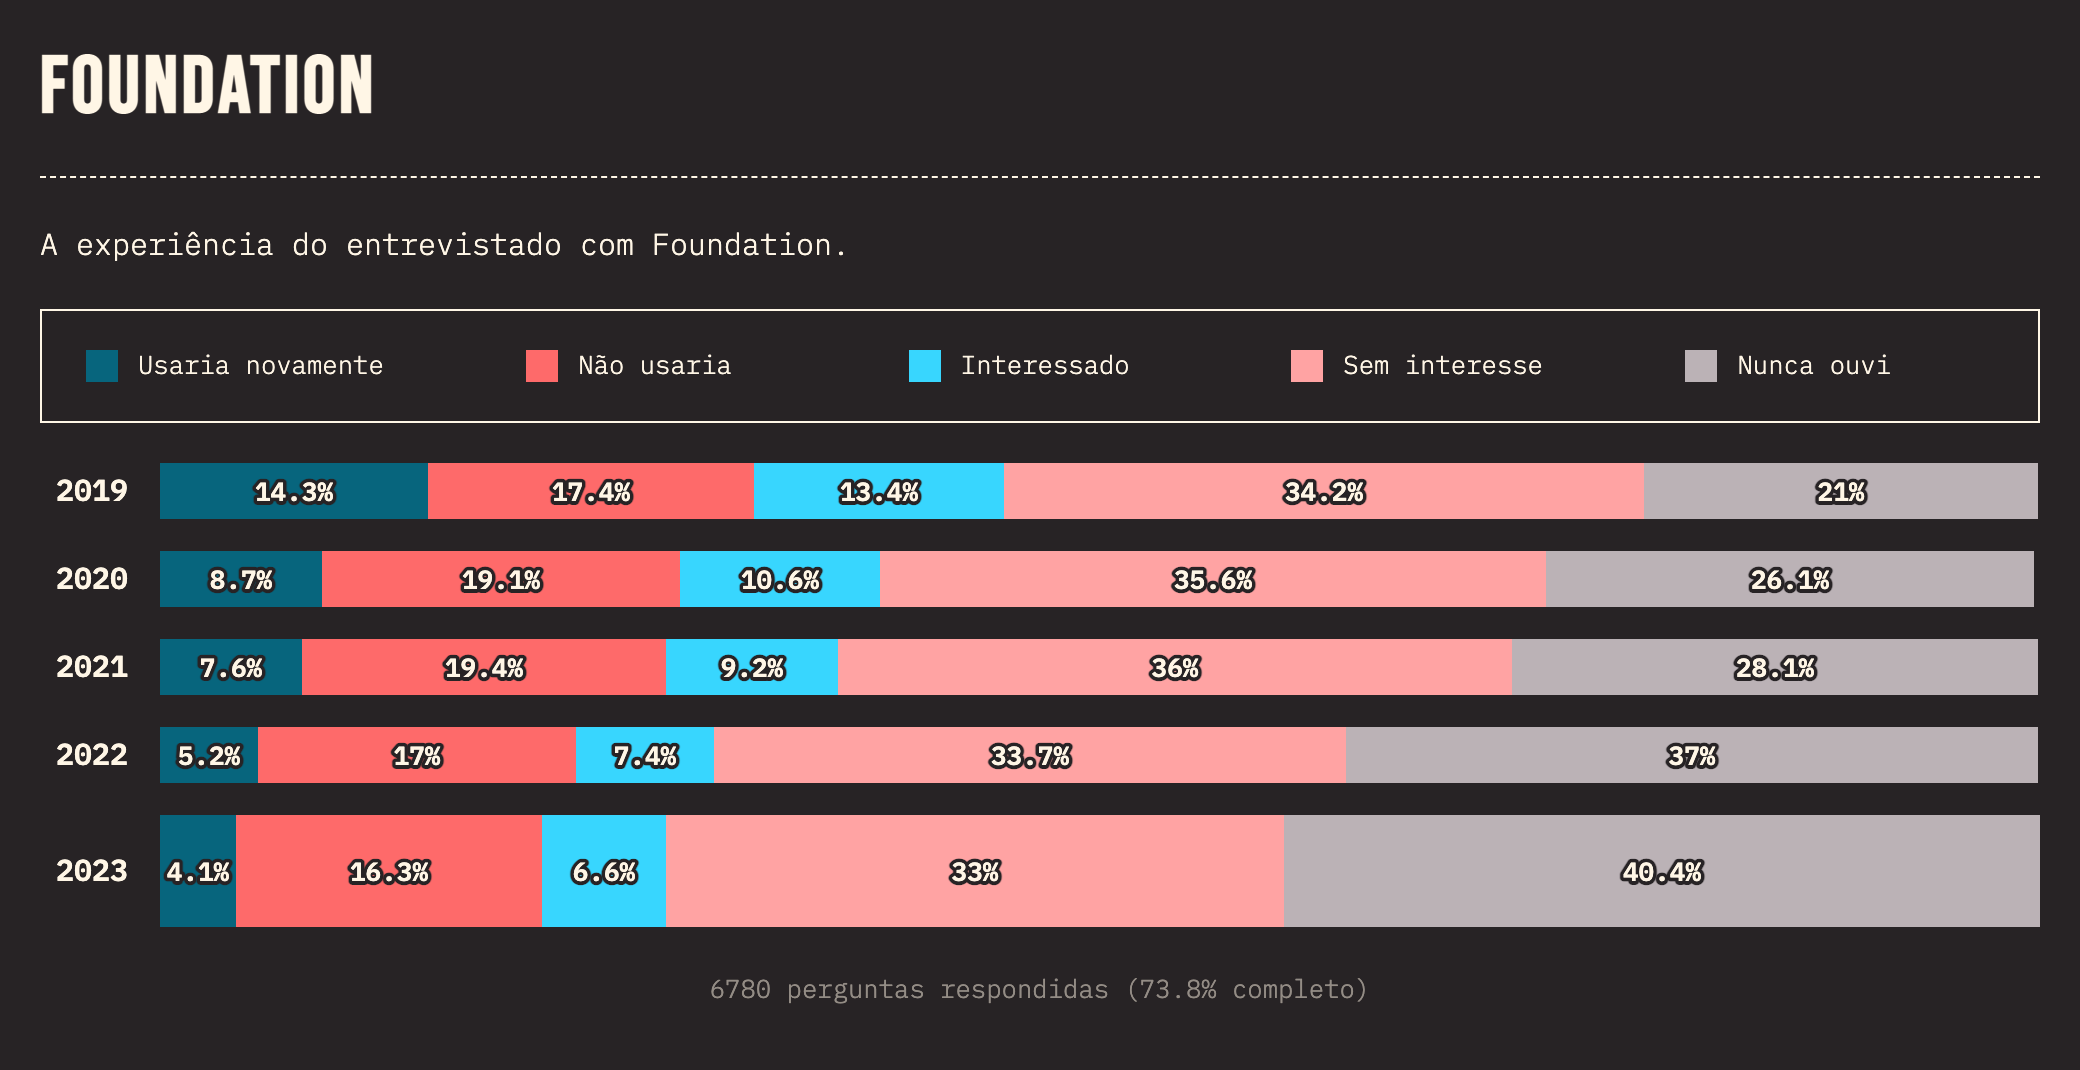 FOUNDATION
A experiência do entrevistado com Foundation.
Usaria novamente Não usaria Interessado Sem interesse Nunca ouvi
2019 14.3% 17.4% 13.4% 34.2% 21%
2020 8.7% 19.1% 10.6% 35.6% 26.1%
2021 7.6% 19.4% 9.2% 36% 28.1%
2022 5.2% 17% 7.4% 33.7% 37%
2023 4.1% 16.3% 6.6% 33% 40.4%
6780 perguntas respondidas (73.8% completo)